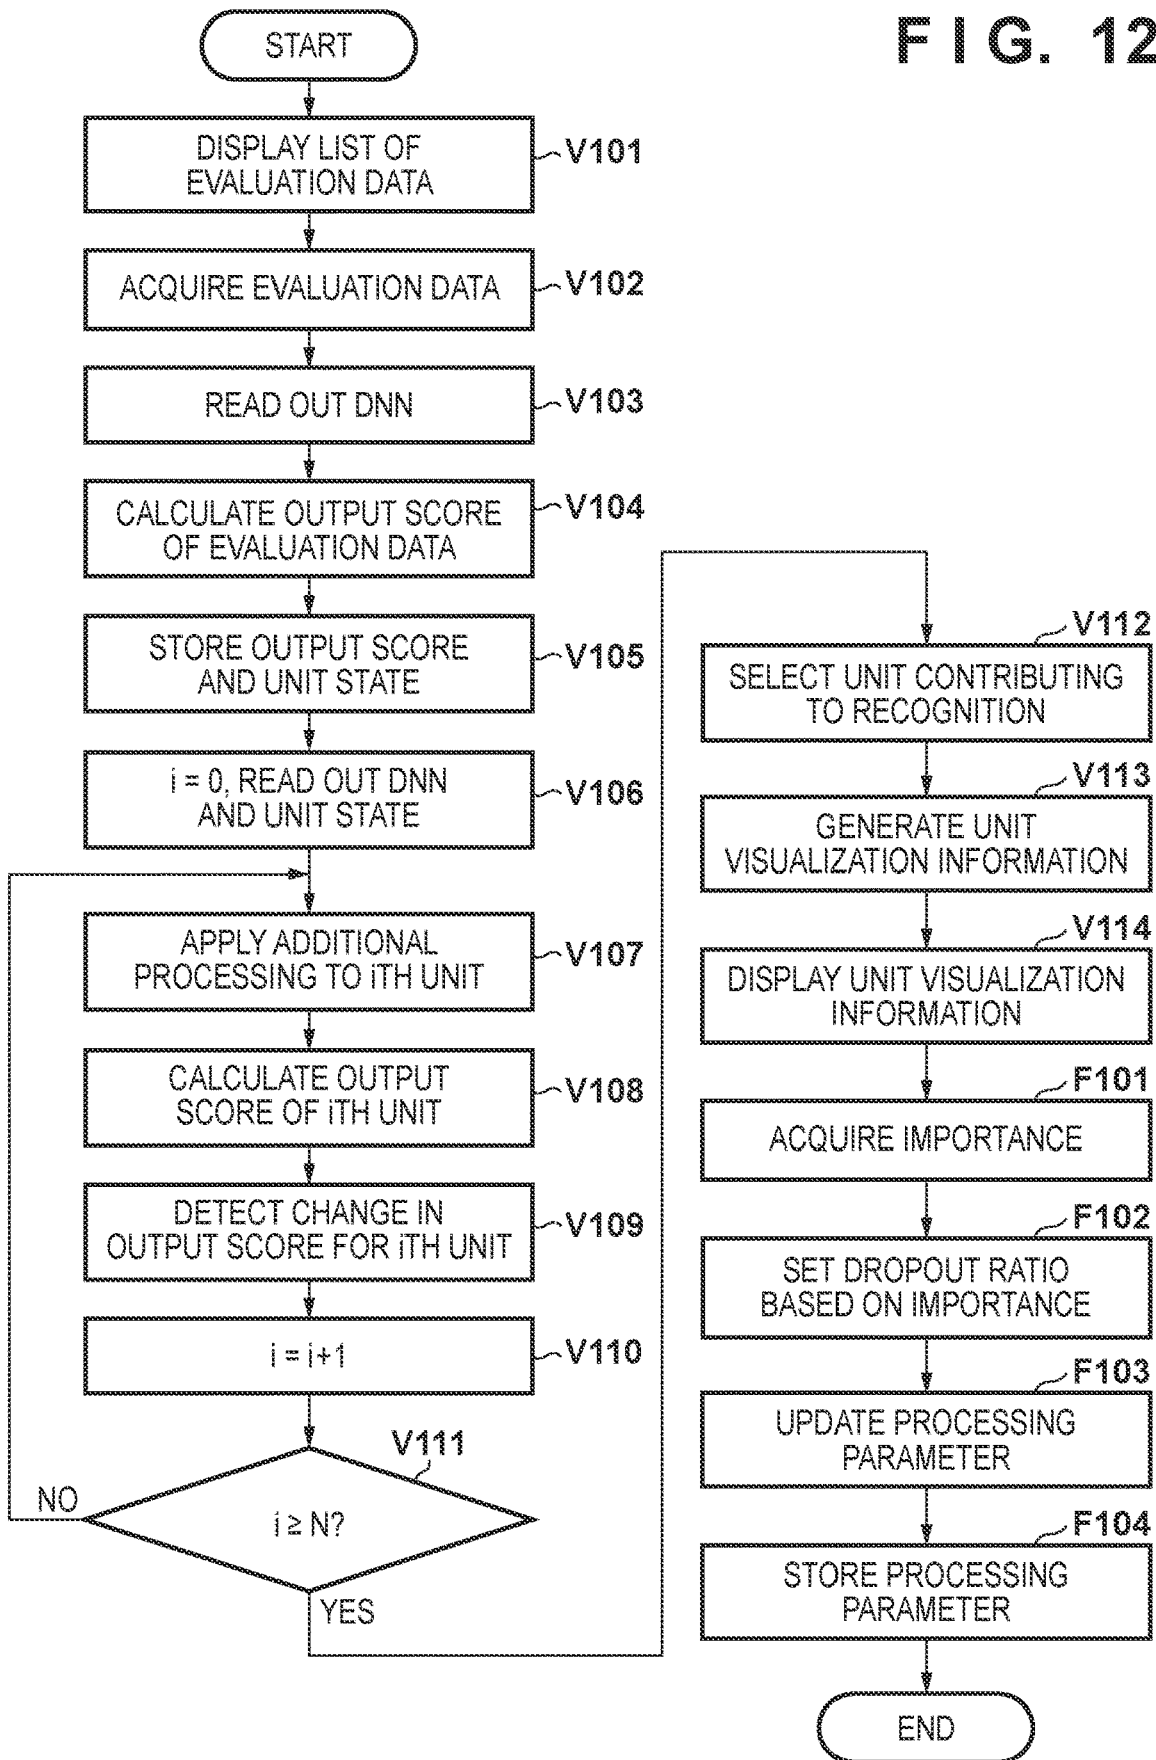 FIG. 12
START
DISPLAY LIST OF
EVALUATION DATA
V101
ACQUIRE EVALUATION DATA
V102
READ OUT DNN
V103
CALCULATE OUTPUT SCORE
OF EVALUATION DATA
V104
STORE OUTPUT SCORE
AND UNIT STATE
V105
i = 0, READ OUT DNN
AND UNIT STATE
V106
APPLY ADDITIONAL
PROCESSING TO iTH UNIT
V107
CALCULATE OUTPUT
SCORE OF iTH UNIT
V108
DETECT CHANGE IN
OUTPUT SCORE FOR iTH UNIT
V109
i = i+1
V110
V111
i ≥ N?
NO
YES
V112
SELECT UNIT CONTRIBUTING
TO RECOGNITION
V113
GENERATE UNIT
VISUALIZATION INFORMATION
V114
DISPLAY UNIT VISUALIZATION
INFORMATION
F101
ACQUIRE IMPORTANCE
F102
SET DROPOUT RATIO
BASED ON IMPORTANCE
F103
UPDATE PROCESSING
PARAMETER
F104
STORE PROCESSING
PARAMETER
END